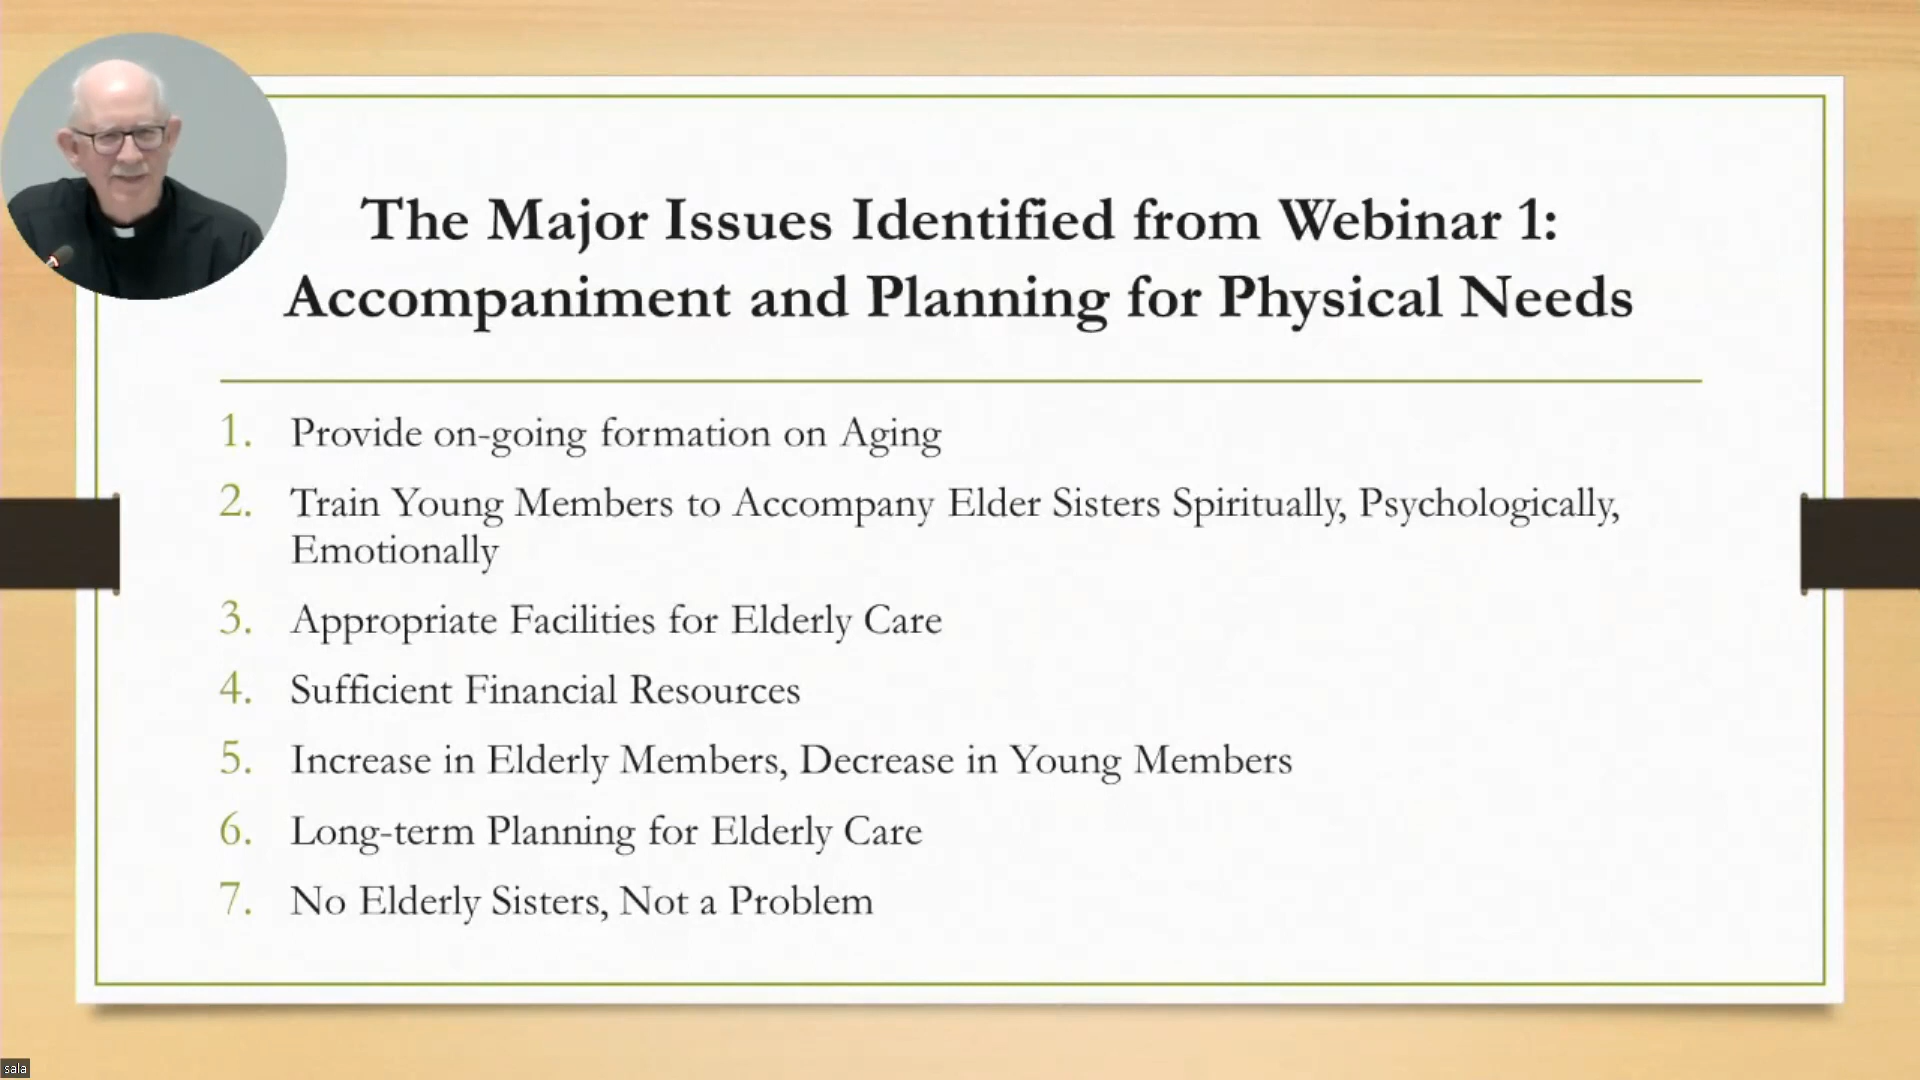 The Major Issues Identified from Webinar 1:
Accompaniment and Planning for Physical Needs
1. Provide on-going formation on Aging
2. Train Young Members to Accompany Elder Sisters Spiritually, Psychologically,
Emotionally
3. Appropriate Facilities for Elderly Care
4. Sufficient Financial Resources
5. Increase in Elderly Members, Decrease in Young Members
6. Long-term Planning for Elderly Care
7. No Elderly Sisters, Not a Problem
sala